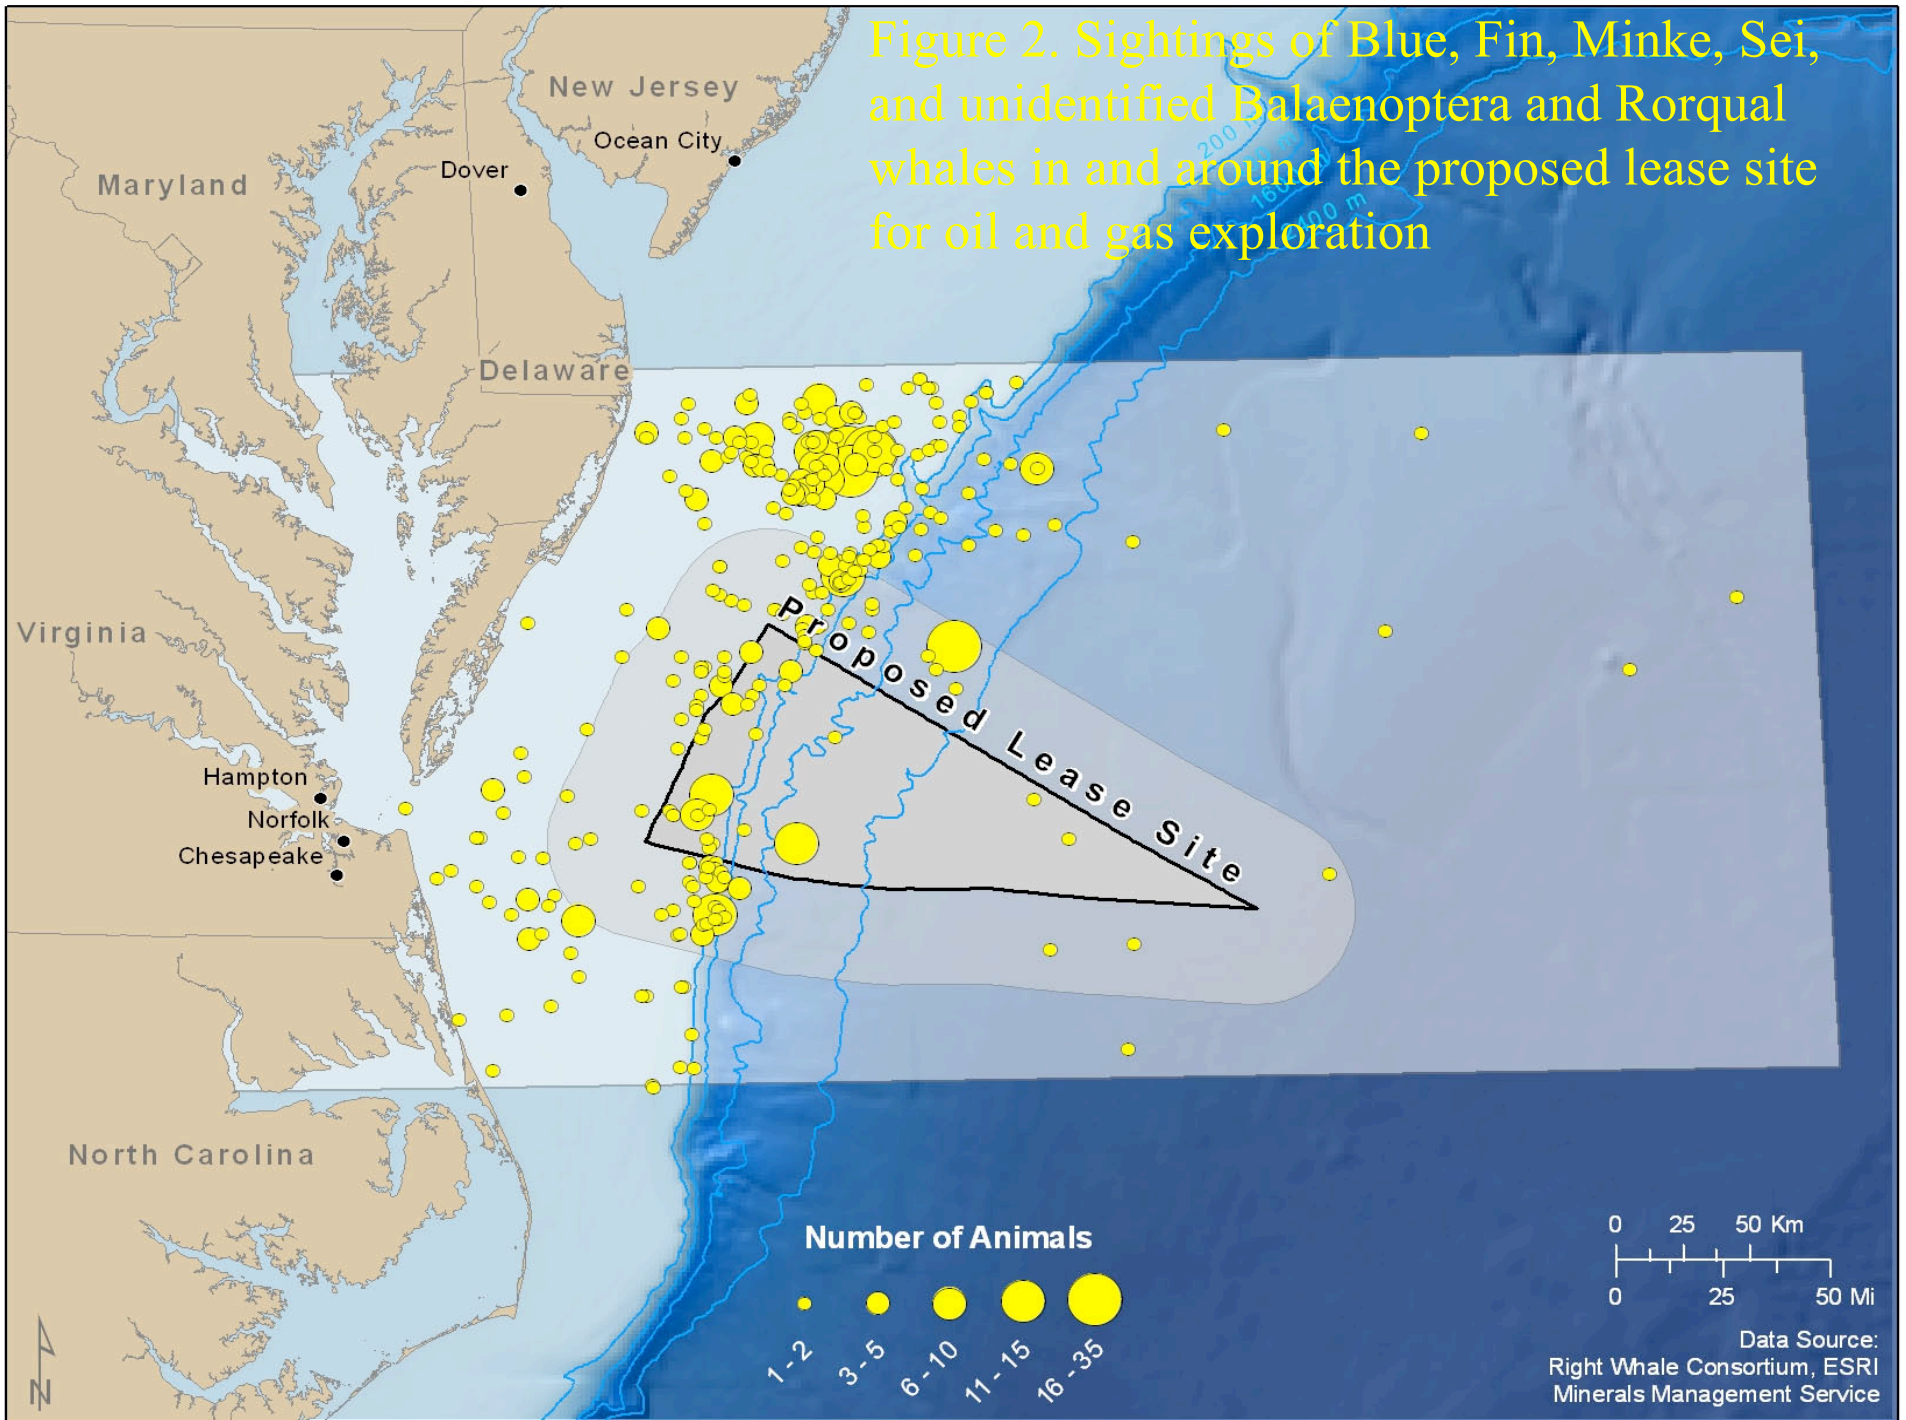 Figure 2. Sightings of Blue, Fin, Minke, Sei,
and unidentified Balaenoptera and Rorqual
whales in and around the proposed lease site
for oil and gas exploration
New Jersey
Ocean City
Dover
Maryland
Delaware
200 m
2400 m
Virginia
Proposed Lease Site
Hampton
Norfolk
Chesapeake
North Carolina
Number of Animals
1 - 2
3 - 5
6 - 10
11 - 15
16 - 35
0 25 50 Km
0 25 50 Mi
Data Source:
Right Whale Consortium, ESRI
Minerals Management Service
N